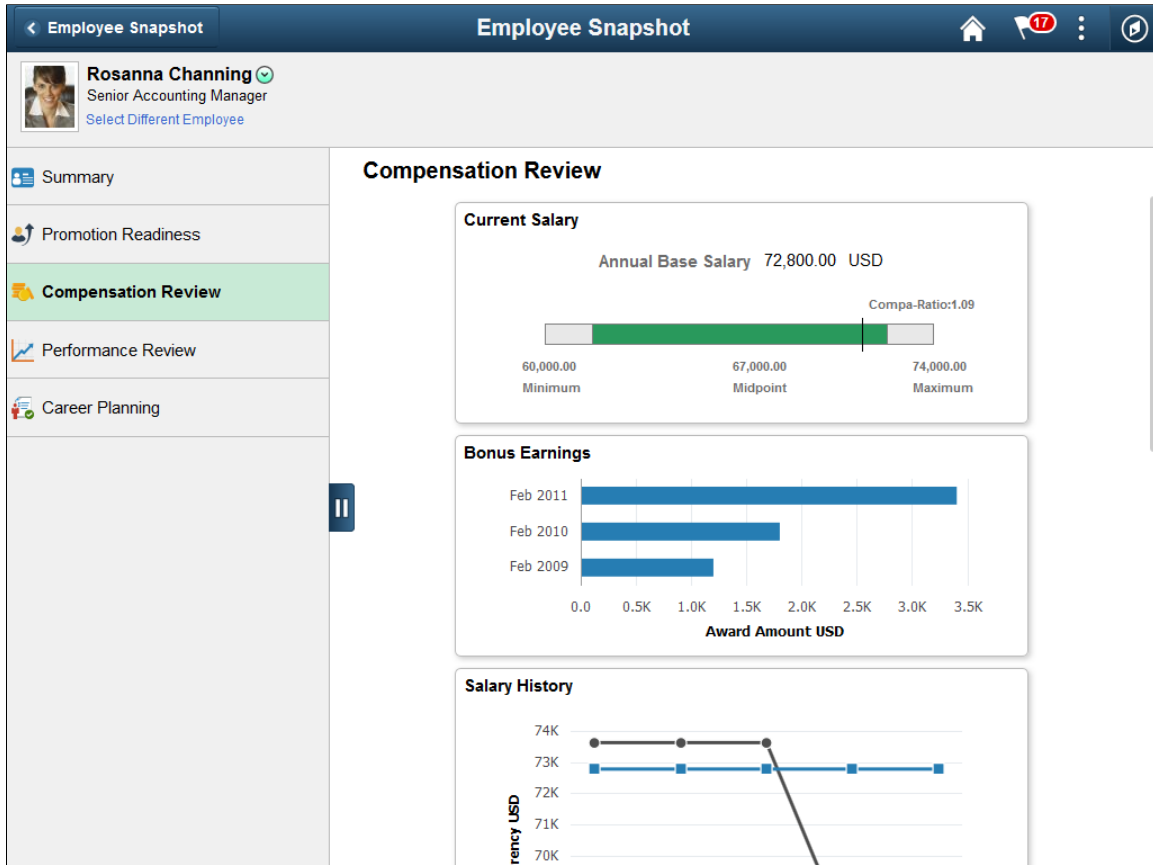 Employee Snapshot
Employee Snapshot
17
Rosanna Channing
Senior Accounting Manager
Select Different Employee
Summary
Promotion Readiness
Compensation Review
Performance Review
Career Planning
Compensation Review
Current Salary
Annual Base Salary 72,800.00 USD
Compa-Ratio:1.09
60,000.00 67,000.00 74,000.00
Minimum Midpoint Maximum
Bonus Earnings
Feb 2011
Feb 2010
Feb 2009
0.0 0.5K 1.0K 1.5K 2.0K 2.5K 3.0K 3.5K
Award Amount USD
Salary History
74K
73K
72K
71K
70K
rency USD